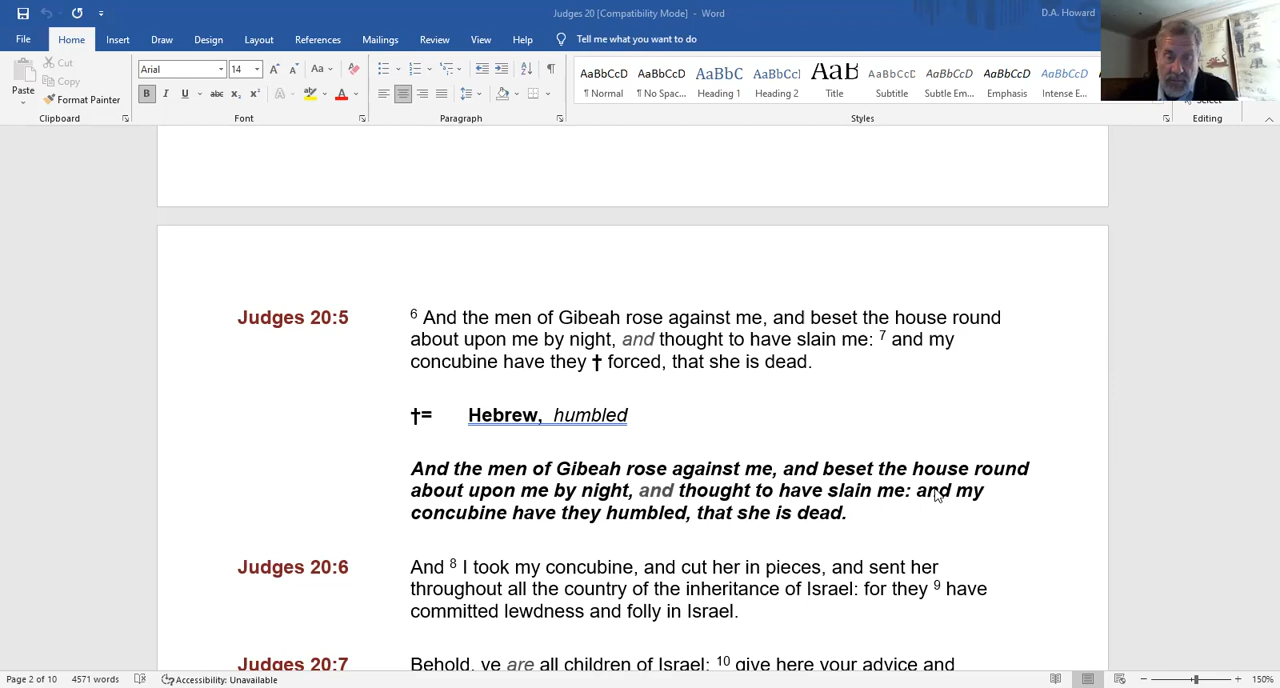 Judges 20 [Compatibility Mode] - Word
D.A. Howard
File Home Insert Draw Design Layout References Mailings Review View Help Tell me what you want to do
Paste
Cut
Copy
Format Painter
Clipboard
Arial 14
Font
Paragraph
AaBbCcD AaBbCcD AaBbC AaBbCcI AaB AaBbCcD AaBbCcD AaBbCcD AaBbCcD
¶ Normal ¶ No Spac... Heading 1 Heading 2 Title Subtitle Subtle Em... Emphasis Intense E...
Styles
Select
Editing
Judges 20:5 6 And the men of Gibeah rose against me, and beset the house round
about upon me by night, and thought to have slain me: 7 and my
concubine have they † forced, that she is dead.
†= Hebrew, humbled
And the men of Gibeah rose against me, and beset the house round
about upon me by night, and thought to have slain me: and my
concubine have they humbled, that she is dead.
Judges 20:6 And 8 I took my concubine, and cut her in pieces, and sent her
throughout all the country of the inheritance of Israel: for they 9 have
committed lewdness and folly in Israel.
Judges 20:7 Behold, ye are all children of Israel; 10 give here your advice and
Page 2 of 10 4571 words Accessibility: Unavailable 150%